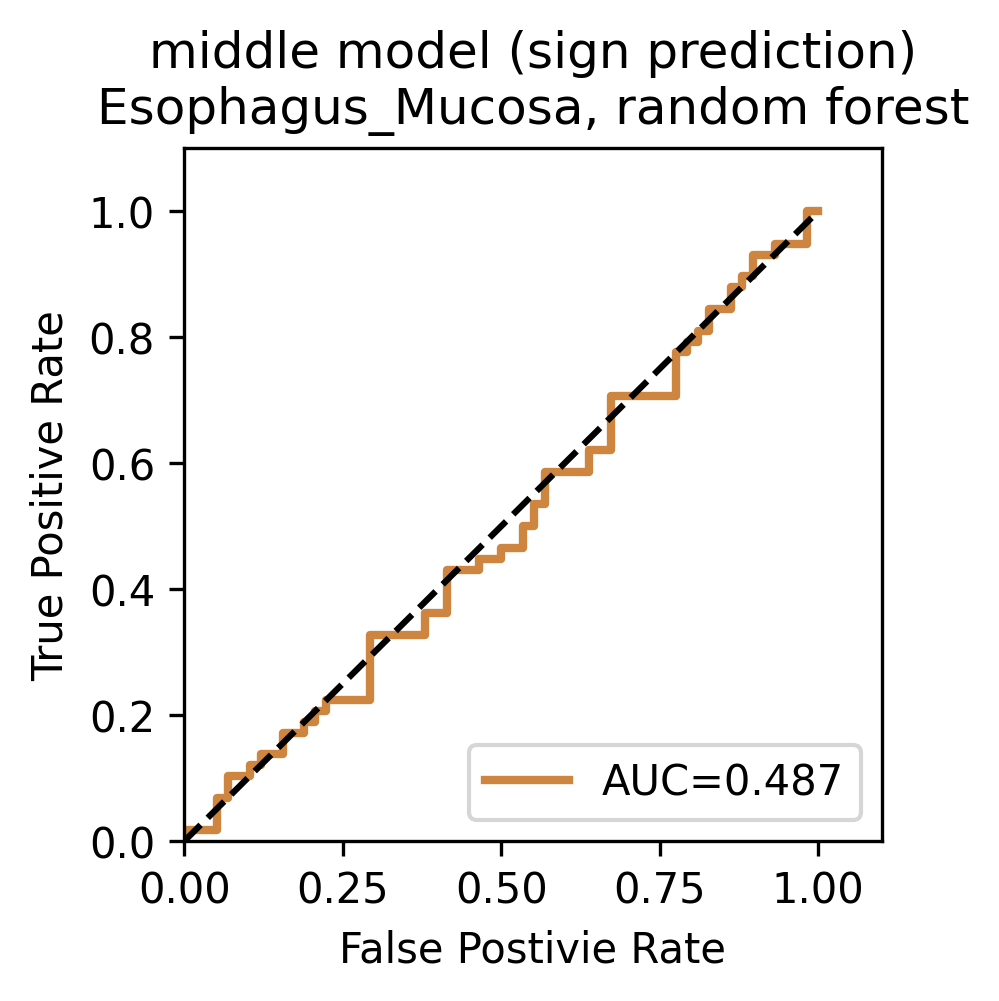 middle model (sign prediction)
Esophagus_Mucosa, random forest
1.0
0.8
0.6
0.4
0.2
0.0
True Positive Rate
AUC=0.487
0.00 0.25 0.50 0.75 1.00
False Postivie Rate